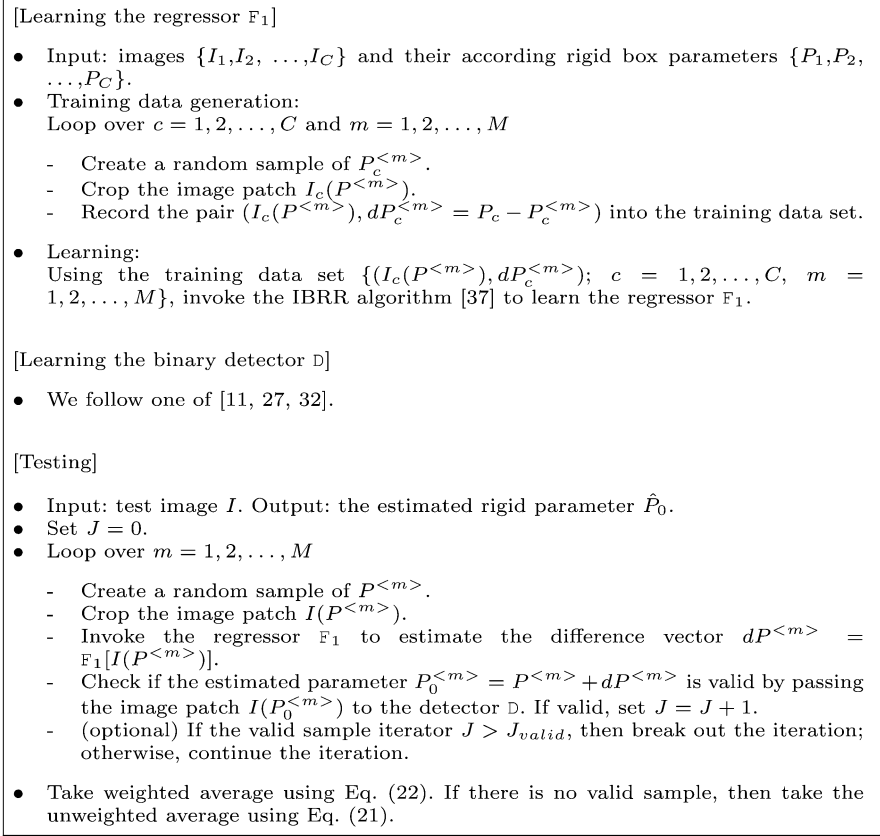 [Learning the regressor F₁]
• Input: images {I₁,I₂, ...,I_C} and their according rigid box parameters {P₁,P₂,
...,P_C}.
• Training data generation:
Loop over c = 1, 2, ..., C and m = 1, 2, ..., M
- Create a random sample of P_c^{<m>}.
- Crop the image patch I_c(P^{<m>}).
- Record the pair (I_c(P^{<m>}), dP_c^{<m>} = P_c − P_c^{<m>}) into the training data set.
• Learning:
Using the training data set {(I_c(P^{<m>}), dP_c^{<m>}); c = 1, 2, ..., C, m =
1, 2, ..., M}, invoke the IBRR algorithm [37] to learn the regressor F₁.
[Learning the binary detector D]
• We follow one of [11, 27, 32].
[Testing]
• Input: test image I. Output: the estimated rigid parameter P̂₀.
• Set J = 0.
• Loop over m = 1, 2, ..., M
- Create a random sample of P^{<m>}.
- Crop the image patch I(P^{<m>}).
- Invoke the regressor F₁ to estimate the difference vector dP^{<m>} =
F₁[I(P^{<m>})].
- Check if the estimated parameter P₀^{<m>} = P^{<m>} + dP^{<m>} is valid by passing
the image patch I(P₀^{<m>}) to the detector D. If valid, set J = J + 1.
- (optional) If the valid sample iterator J > J_{valid}, then break out the iteration;
otherwise, continue the iteration.
• Take weighted average using Eq. (22). If there is no valid sample, then take the
unweighted average using Eq. (21).